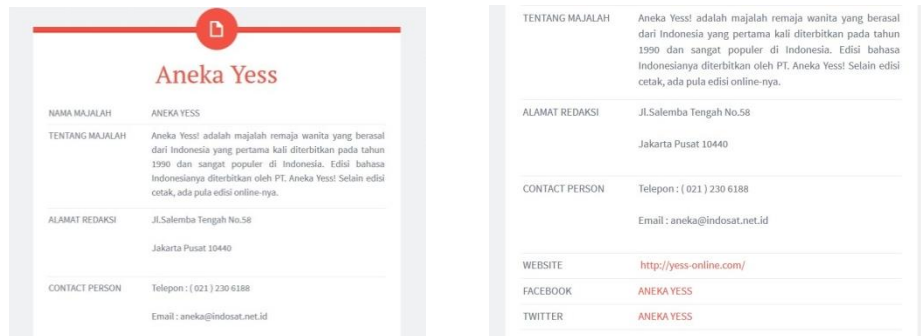 Aneka Yess
NAMA MAJALAH ANEKA YESS
TENTANG MAJALAH Aneka Yess! adalah majalah remaja wanita yang berasal
dari Indonesia yang pertama kali diterbitkan pada tahun
1990 dan sangat populer di Indonesia. Edisi bahasa
Indonesianya diterbitkan oleh PT. Aneka Yess! Selain edisi
cetak, ada pula edisi online-nya.
ALAMAT REDAKSI Jl.Salemba Tengah No.58
Jakarta Pusat 10440
CONTACT PERSON Telepon : ( 021 ) 230 6188
Email : aneka@indosat.net.id
TENTANG MAJALAH Aneka Yess! adalah majalah remaja wanita yang berasal
dari Indonesia yang pertama kali diterbitkan pada tahun
1990 dan sangat populer di Indonesia. Edisi bahasa
Indonesianya diterbitkan oleh PT. Aneka Yess! Selain edisi
cetak, ada pula edisi online-nya.
ALAMAT REDAKSI Jl.Salemba Tengah No.58
Jakarta Pusat 10440
CONTACT PERSON Telepon : ( 021 ) 230 6188
Email : aneka@indosat.net.id
WEBSITE http://yess-online.com/
FACEBOOK ANEKA YESS
TWITTER ANEKA YESS